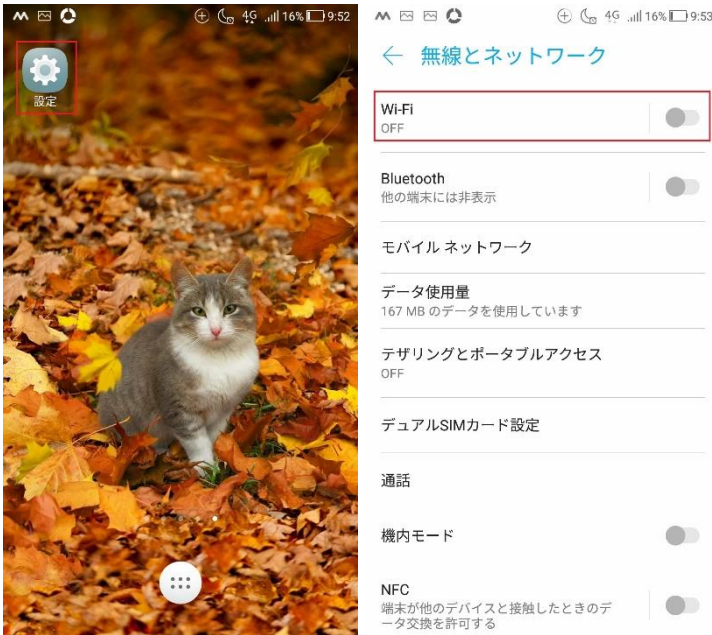 4G 16% 9:52
設定
4G 16% 9:53
無線とネットワーク
Wi-Fi
OFF
Bluetooth
他の端末には非表示
モバイル ネットワーク
データ使用量
167 MB のデータを使用しています
テザリングとポータブルアクセス
OFF
デュアルSIMカード設定
通話
機内モード
NFC
端末が他のデバイスと接触したときのデ
ータ交換を許可する